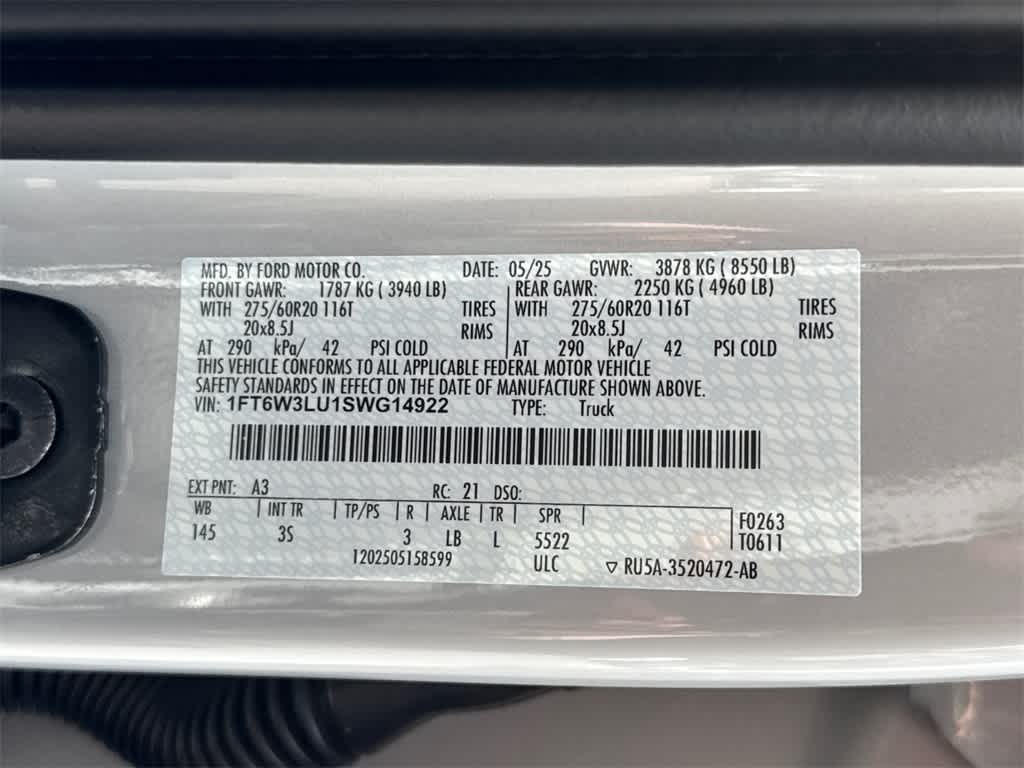 MFD. BY FORD MOTOR CO. DATE: 05/25 GVWR: 3878 KG ( 8550 LB)
FRONT GAWR: 1787 KG ( 3940 LB) REAR GAWR: 2250 KG ( 4960 LB)
WITH 275/60R20 116T TIRES WITH 275/60R20 116T TIRES
20x8.5J RIMS 20x8.5J RIMS
AT 290 kPa/ 42 PSI COLD AT 290 kPa/ 42 PSI COLD
THIS VEHICLE CONFORMS TO ALL APPLICABLE FEDERAL MOTOR VEHICLE
SAFETY STANDARDS IN EFFECT ON THE DATE OF MANUFACTURE SHOWN ABOVE.
VIN: 1FT6W3LU1SWG14922 TYPE: Truck
EXT PNT: A3 RC: 21 DSO:
WB INT TR TP/PS R AXLE TR SPR F0263
145 3S 3 LB L 5522 T0611
1202505158599 ULC ▽ RU5A-3520472-AB